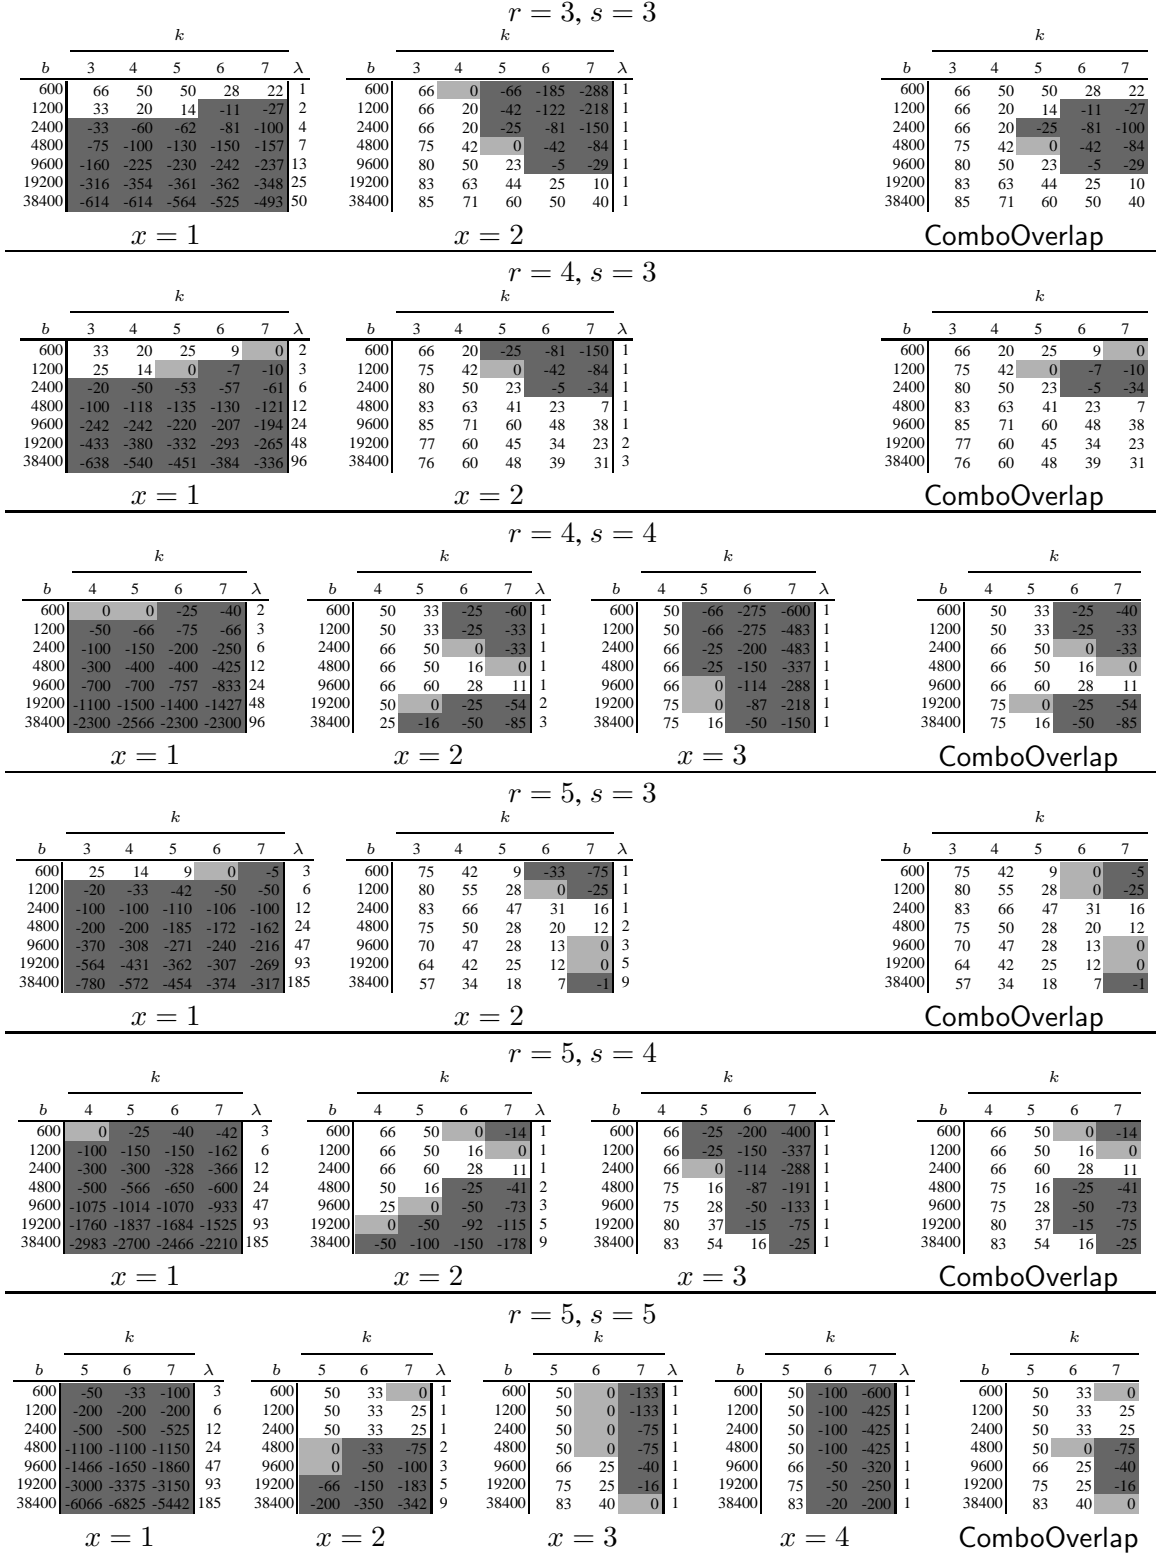 r = 3, s = 3
k k k
b 3 4 5 6 7 λ b 3 4 5 6 7 λ b 3 4 5 6 7
600 66 50 50 28 22 1 600 66 0 -66 -185 -288 1 600 66 50 50 28 22
1200 33 20 14 -11 -27 2 1200 66 20 -42 -122 -218 1 1200 66 20 14 -11 -27
2400 -33 -60 -62 -81 -100 4 2400 66 20 -25 -81 -150 1 2400 66 20 -25 -81 -100
4800 -75 -100 -130 -150 -157 7 4800 75 42 0 -42 -84 1 4800 75 42 0 -42 -84
9600 -160 -225 -230 -242 -237 13 9600 80 50 23 -5 -29 1 9600 80 50 23 -5 -29
19200 -316 -354 -361 -362 -348 25 19200 83 63 44 25 10 1 19200 83 63 44 25 10
38400 -614 -614 -564 -525 -493 50 38400 85 71 60 50 40 1 38400 85 71 60 50 40
x = 1 x = 2 ComboOverlap
r = 4, s = 3
k k k
b 3 4 5 6 7 λ b 3 4 5 6 7 λ b 3 4 5 6 7
600 33 20 25 9 0 2 600 66 20 -25 -81 -150 1 600 66 20 25 9 0
1200 25 14 0 -7 -10 3 1200 75 42 0 -42 -84 1 1200 75 42 0 -7 -10
2400 -20 -50 -53 -57 -61 6 2400 80 50 23 -5 -34 1 2400 80 50 23 -5 -34
4800 -100 -118 -135 -130 -121 12 4800 83 63 41 23 7 1 4800 83 63 41 23 7
9600 -242 -242 -220 -207 -194 24 9600 85 71 60 48 38 1 9600 85 71 60 48 38
19200 -433 -380 -332 -293 -265 48 19200 77 60 45 34 23 2 19200 77 60 45 34 23
38400 -638 -540 -451 -384 -336 96 38400 76 60 48 39 31 3 38400 76 60 48 39 31
x = 1 x = 2 ComboOverlap
r = 4, s = 4
k k k k
b 4 5 6 7 λ b 4 5 6 7 λ b 4 5 6 7 λ b 4 5 6 7
600 0 0 -25 -40 2 600 50 33 -25 -60 1 600 50 -66 -275 -600 1 600 50 33 -25 -40
1200 -50 -66 -75 -66 3 1200 50 33 -25 -33 1 1200 50 -66 -275 -483 1 1200 50 33 -25 -33
2400 -100 -150 -200 -250 6 2400 66 50 0 -33 1 2400 66 -25 -200 -483 1 2400 66 50 0 -33
4800 -300 -400 -400 -425 12 4800 66 50 16 0 1 4800 66 -25 -150 -337 1 4800 66 50 16 0
9600 -700 -700 -757 -833 24 9600 66 60 28 11 1 9600 66 0 -114 -288 1 9600 66 60 28 11
19200 -1100 -1500 -1400 -1427 48 19200 50 0 -25 -54 2 19200 75 0 -87 -218 1 19200 75 0 -25 -54
38400 -2300 -2566 -2300 -2300 96 38400 25 -16 -50 -85 3 38400 75 16 -50 -150 1 38400 75 16 -50 -85
x = 1 x = 2 x = 3 ComboOverlap
r = 5, s = 3
k k k
b 3 4 5 6 7 λ b 3 4 5 6 7 λ b 3 4 5 6 7
600 25 14 9 0 -5 3 600 75 42 9 -33 -75 1 600 75 42 9 0 -5
1200 -20 -33 -42 -50 -50 6 1200 80 55 28 0 -25 1 1200 80 55 28 0 -25
2400 -100 -100 -110 -106 -100 12 2400 83 66 47 31 16 1 2400 83 66 47 31 16
4800 -200 -200 -185 -172 -162 24 4800 75 50 28 20 12 2 4800 75 50 28 20 12
9600 -370 -308 -271 -240 -216 47 9600 70 47 28 13 0 3 9600 70 47 28 13 0
19200 -564 -431 -362 -307 -269 93 19200 64 42 25 12 0 5 19200 64 42 25 12 0
38400 -780 -572 -454 -374 -317 185 38400 57 34 18 7 -1 9 38400 57 34 18 7 -1
x = 1 x = 2 ComboOverlap
r = 5, s = 4
k k k k
b 4 5 6 7 λ b 4 5 6 7 λ b 4 5 6 7 λ b 4 5 6 7
600 0 -25 -40 -42 3 600 66 50 0 -14 1 600 66 -25 -200 -400 1 600 66 50 0 -14
1200 -100 -150 -150 -162 6 1200 66 50 16 0 1 1200 66 -25 -150 -337 1 1200 66 50 16 0
2400 -300 -300 -328 -366 12 2400 66 60 28 11 1 2400 66 0 -114 -288 1 2400 66 60 28 11
4800 -500 -566 -650 -600 24 4800 50 16 -25 -41 2 4800 75 16 -87 -191 1 4800 75 16 -25 -41
9600 -1075 -1014 -1070 -933 47 9600 25 0 -50 -73 3 9600 75 28 -50 -133 1 9600 75 28 -50 -73
19200 -1760 -1837 -1684 -1525 93 19200 0 -50 -92 -115 5 19200 80 37 -15 -75 1 19200 80 37 -15 -75
38400 -2983 -2700 -2466 -2210 185 38400 -50 -100 -150 -178 9 38400 83 54 16 -25 1 38400 83 54 16 -25
x = 1 x = 2 x = 3 ComboOverlap
r = 5, s = 5
k k k k k
b 5 6 7 λ b 5 6 7 λ b 5 6 7 λ b 5 6 7 λ b 5 6 7
600 -50 -33 -100 3 600 50 33 0 1 600 50 0 -133 1 600 50 -100 -600 1 600 50 33 0
1200 -200 -200 -200 6 1200 50 33 25 1 1200 50 0 -133 1 1200 50 -100 -425 1 1200 50 33 25
2400 -500 -500 -525 12 2400 50 33 25 1 2400 50 0 -75 1 2400 50 -100 -425 1 2400 50 33 25
4800 -1100 -1100 -1150 24 4800 0 -33 -75 2 4800 50 0 -75 1 4800 50 -100 -425 1 4800 50 0 -75
9600 -1466 -1650 -1860 47 9600 0 -50 -100 3 9600 66 25 -40 1 9600 66 -50 -320 1 9600 66 25 -40
19200 -3000 -3375 -3150 93 19200 -66 -150 -183 5 19200 75 25 -16 1 19200 75 -50 -250 1 19200 75 25 -16
38400 -6066 -6825 -5442 185 38400 -200 -350 -342 9 38400 83 40 0 1 38400 83 -20 -200 1 38400 83 40 0
x = 1 x = 2 x = 3 x = 4 ComboOverlap